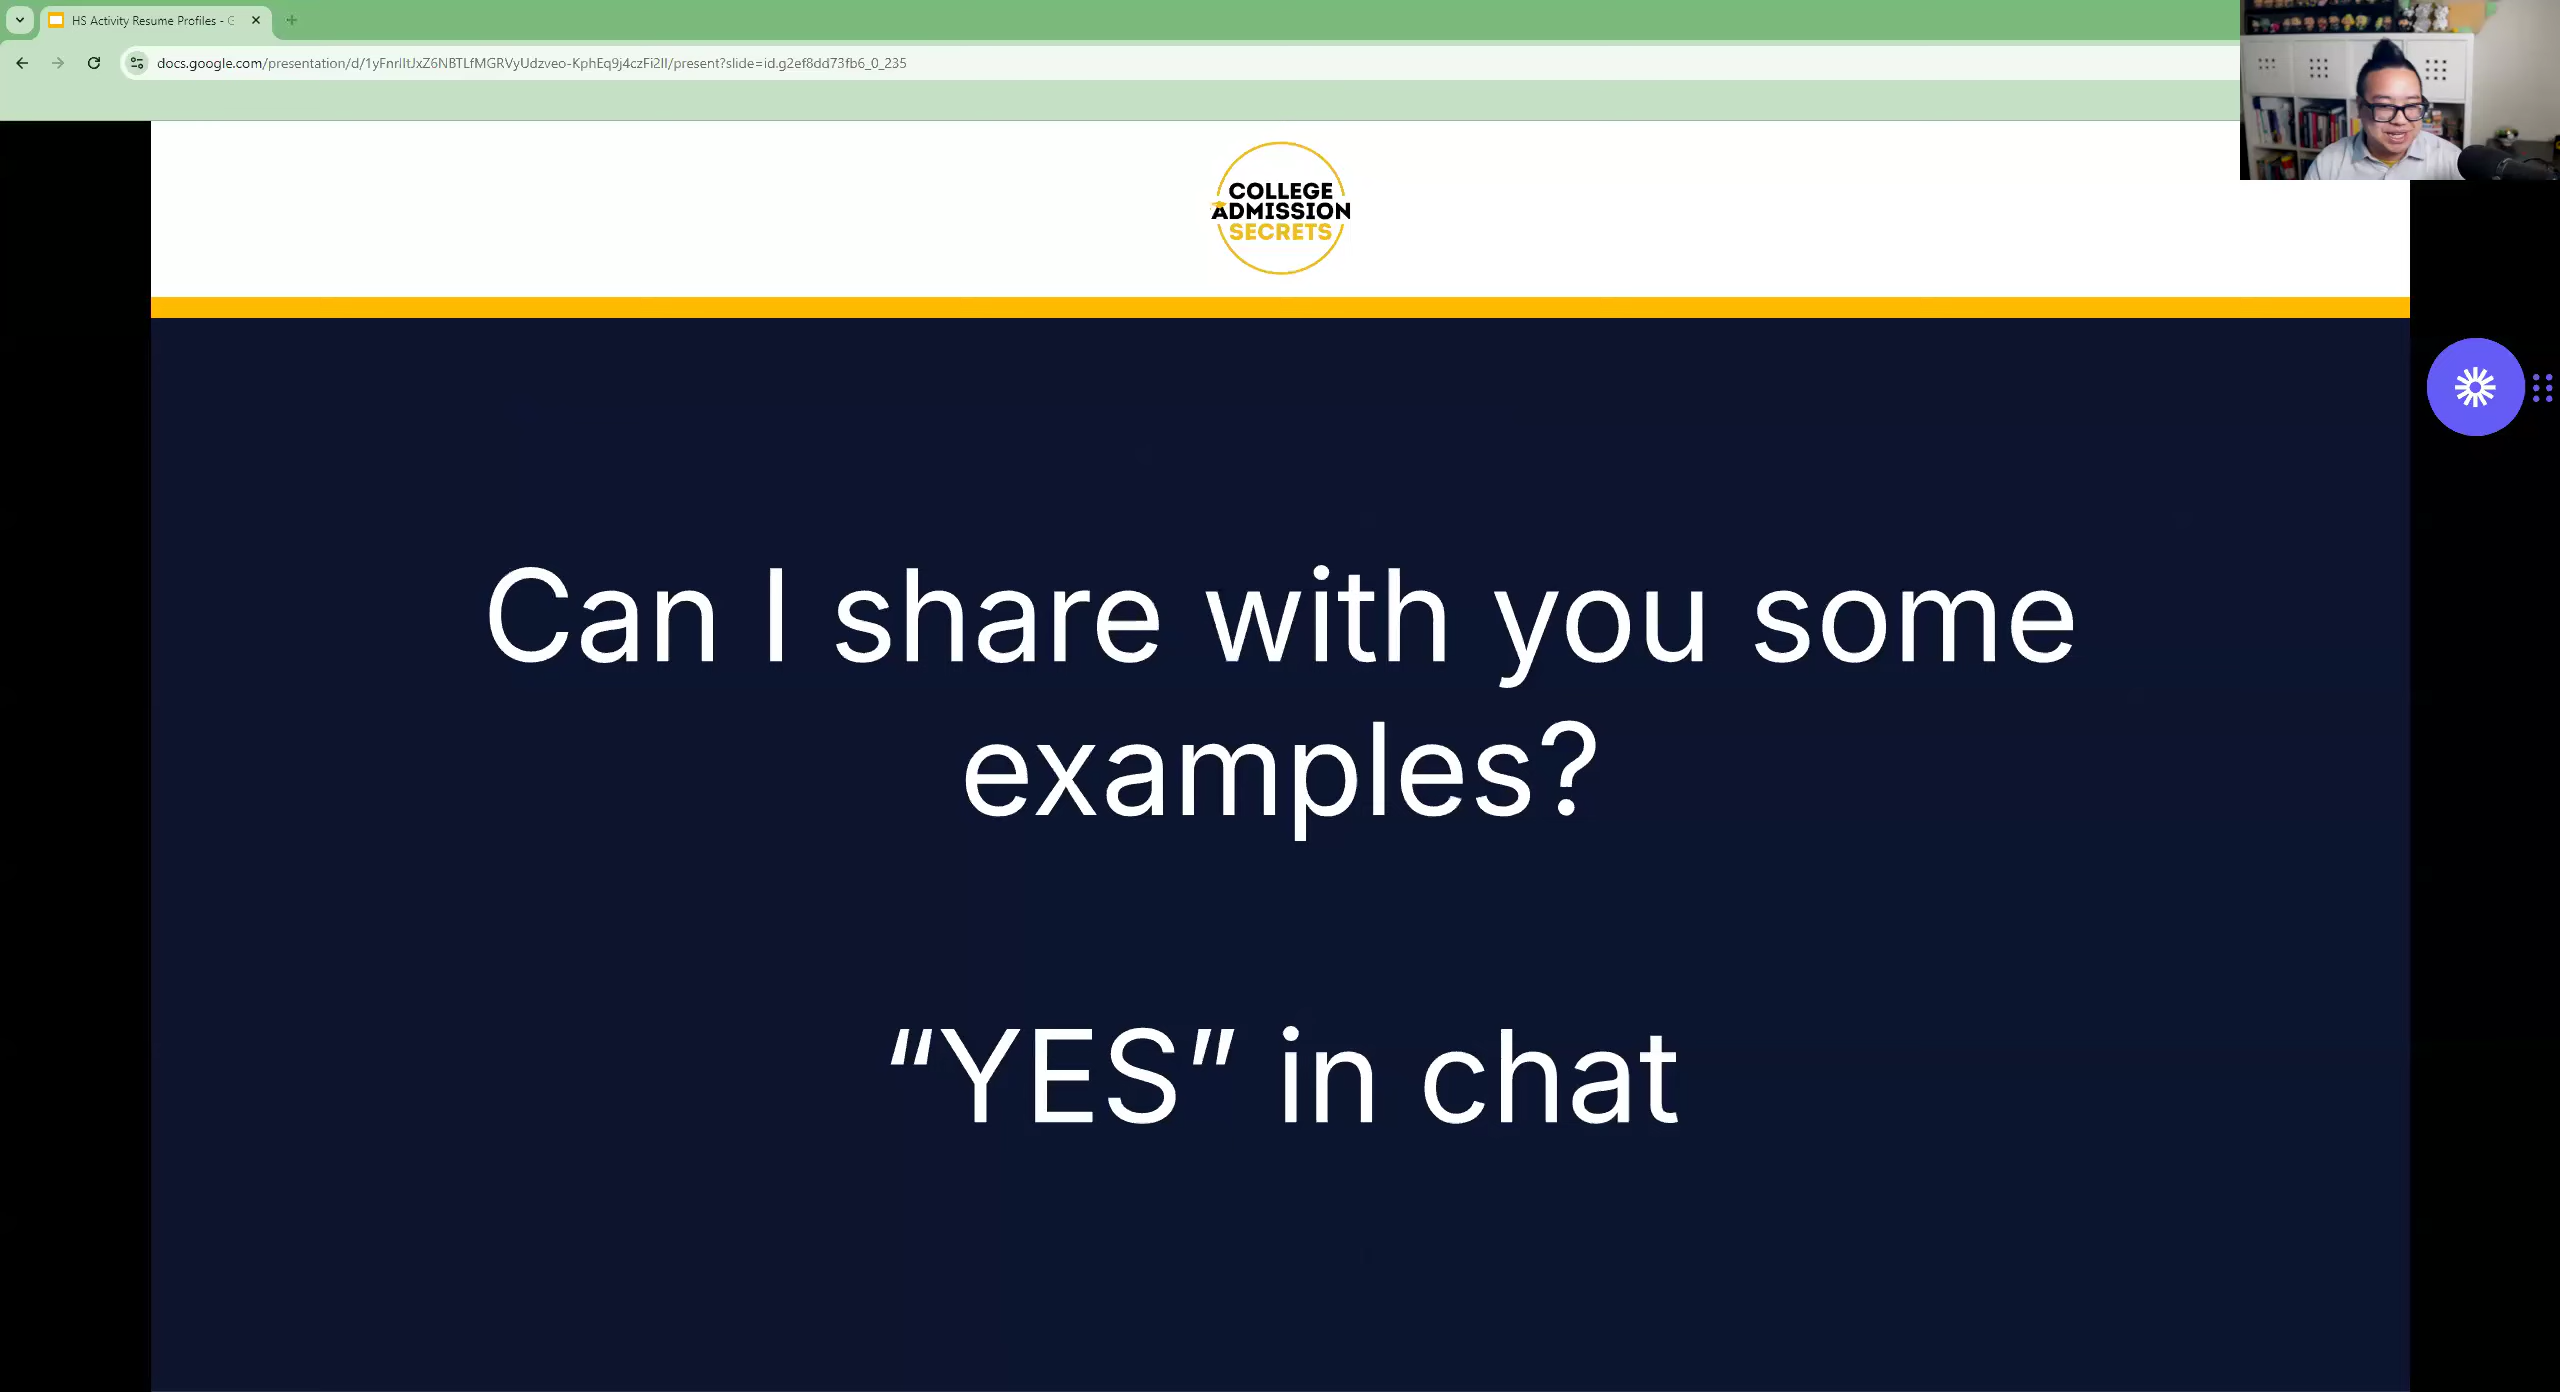 HS Activity Resume Profiles - G
docs.google.com/presentation/d/1yFnrIltJxZ6NBTLfMGRVyUdzveo-KphEq9j4czFi2lI/present?slide=id.g2ef8dd73fb6_0_235
COLLEGE
ADMISSION
SECRETS
Can I share with you some
examples?
“YES” in chat